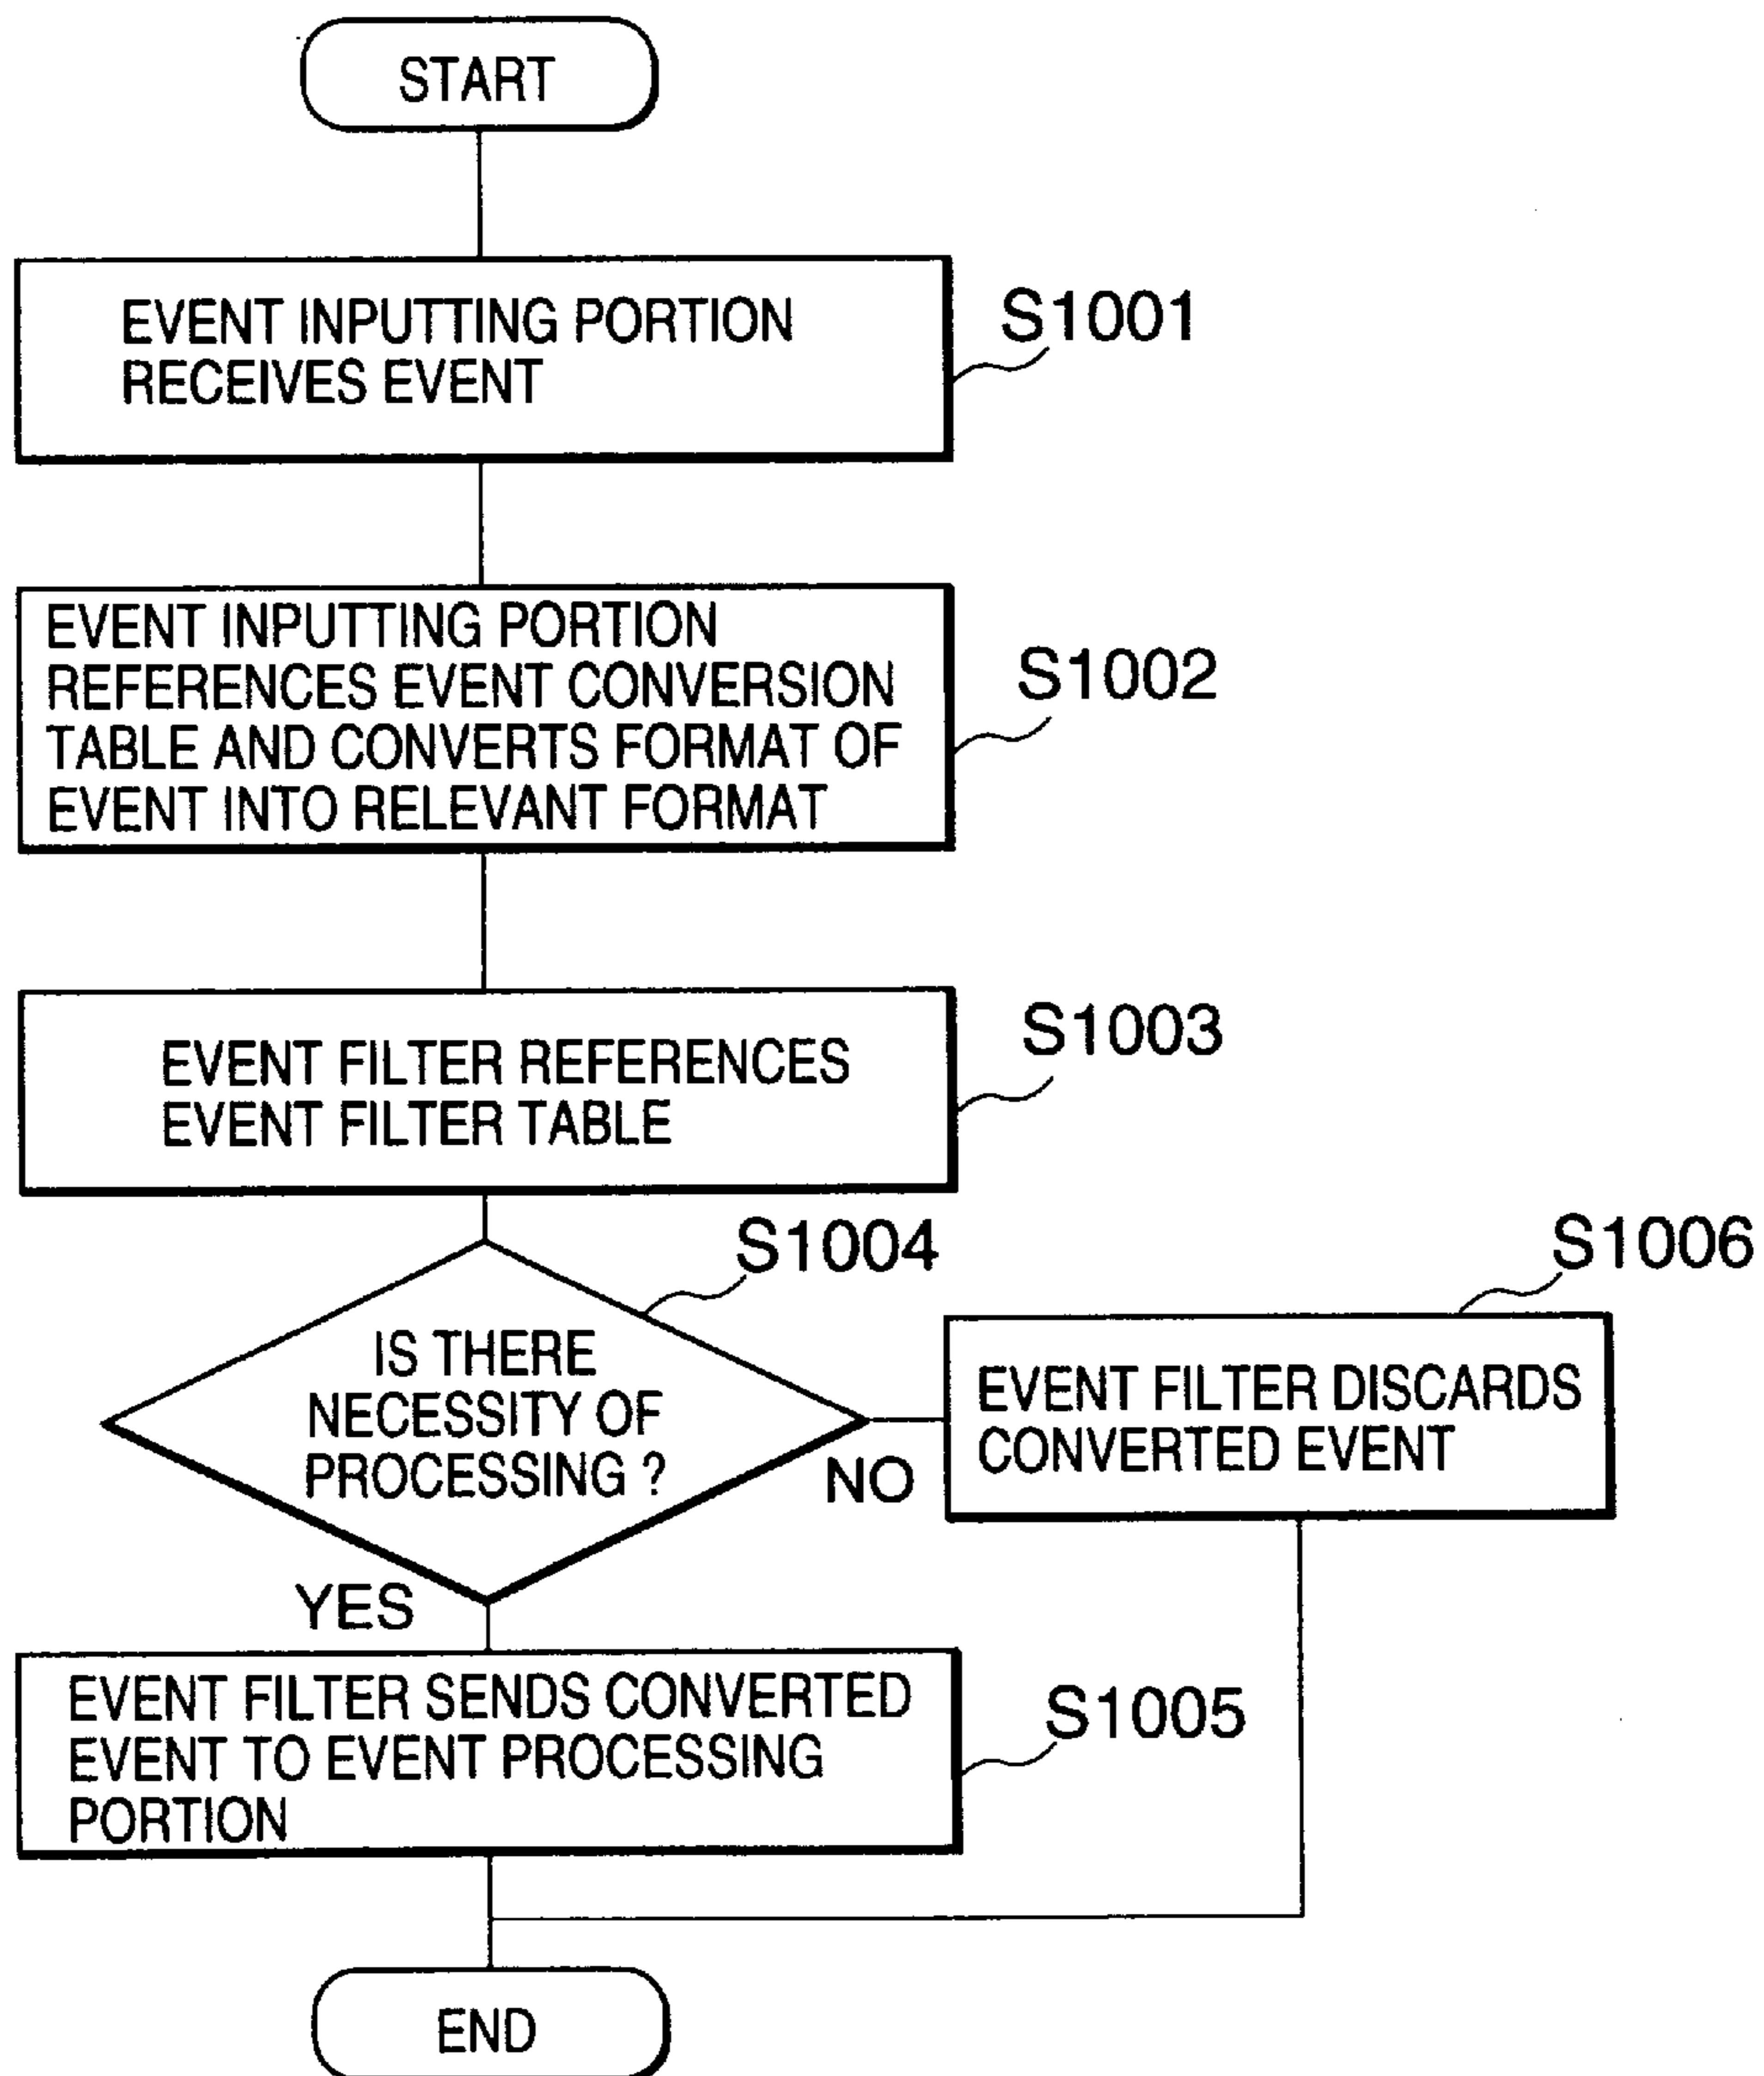 START
EVENT INPUTTING PORTION
RECEIVES EVENT
S1001
EVENT INPUTTING PORTION
REFERENCES EVENT CONVERSION
TABLE AND CONVERTS FORMAT OF
EVENT INTO RELEVANT FORMAT
S1002
EVENT FILTER REFERENCES
EVENT FILTER TABLE
S1003
IS THERE
NECESSITY OF
PROCESSING ?
S1004
NO
EVENT FILTER DISCARDS
CONVERTED EVENT
S1006
YES
EVENT FILTER SENDS CONVERTED
EVENT TO EVENT PROCESSING
PORTION
S1005
END